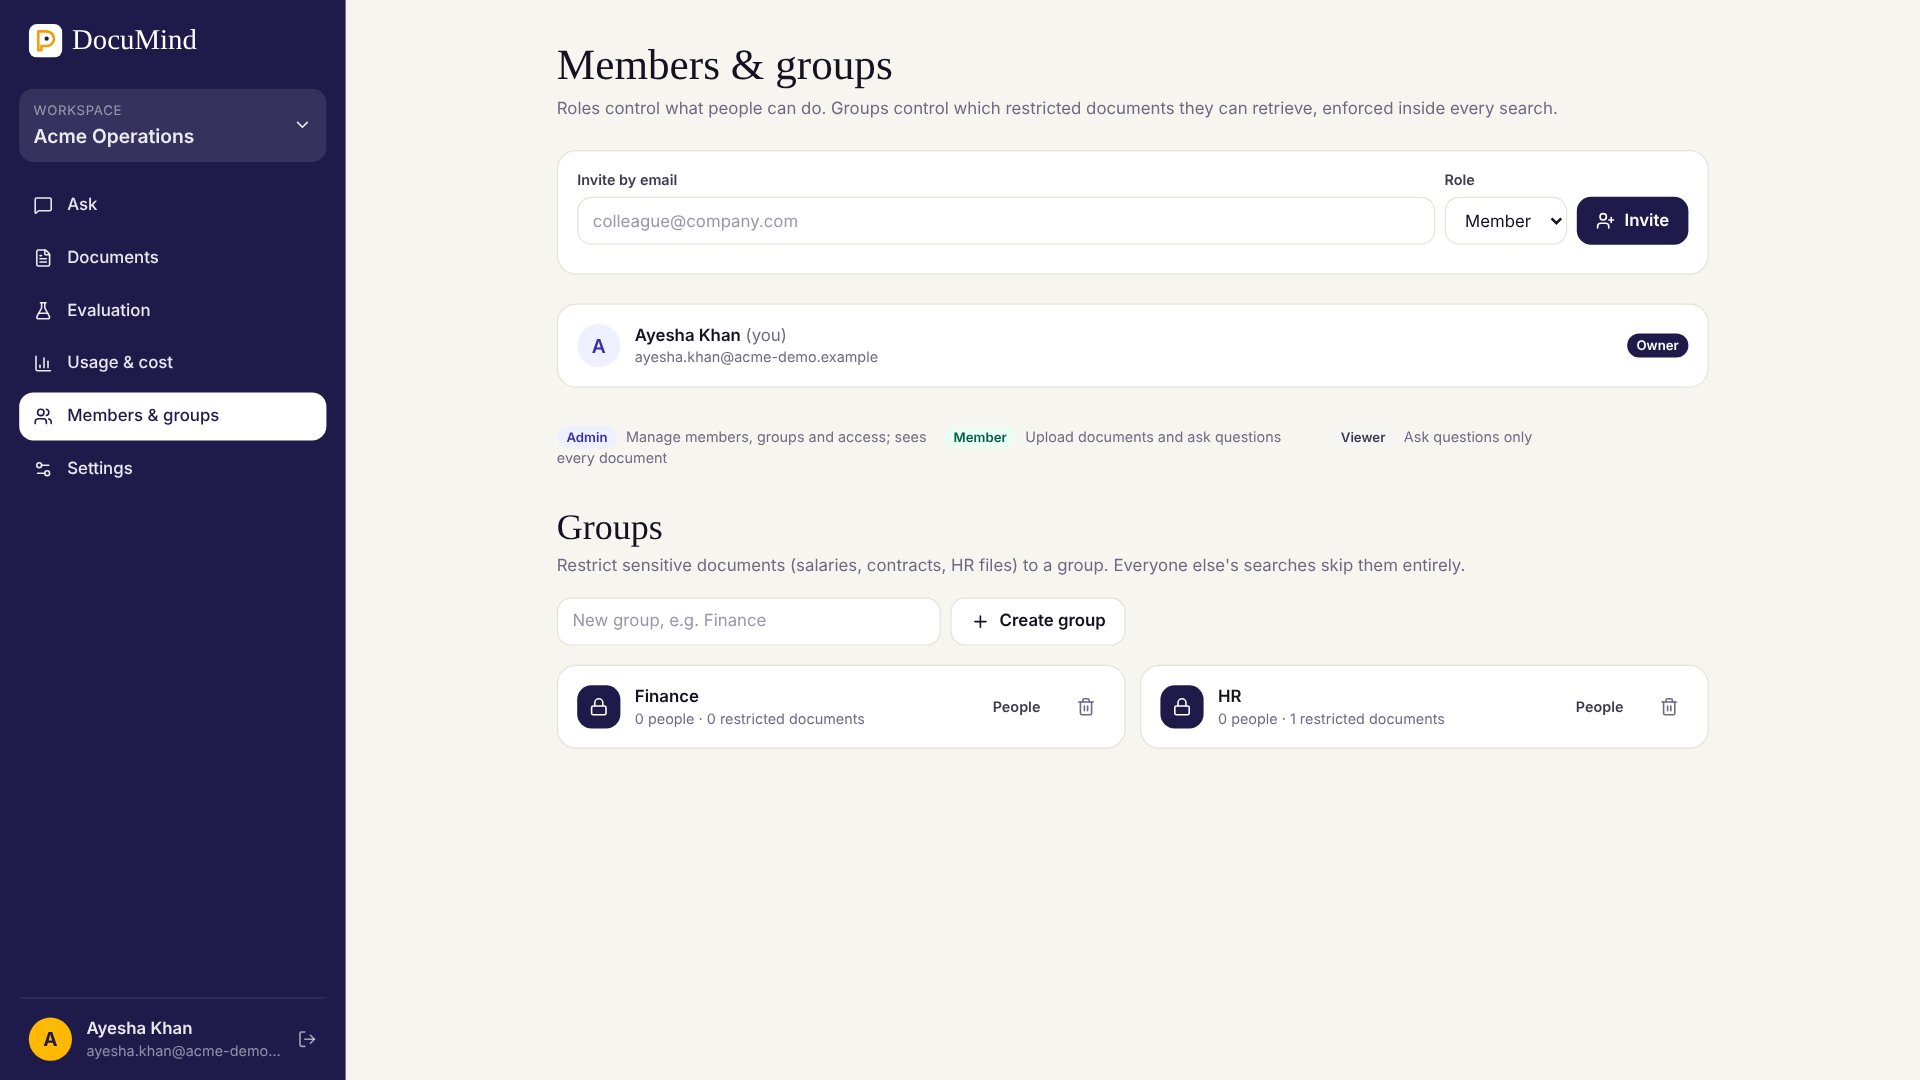 DocuMind
WORKSPACE
Acme Operations
Ask
Documents
Evaluation
Usage & cost
Members & groups
Settings
Ayesha Khan
ayesha.khan@acme-demo...
A
Members & groups
Roles control what people can do. Groups control which restricted documents they can retrieve, enforced inside every search.
Invite by email
Role
colleague@company.com
Member
Invite
A
Ayesha Khan (you)
ayesha.khan@acme-demo.example
Owner
Admin Manage members, groups and access; sees
every document
Member Upload documents and ask questions
Viewer Ask questions only
Groups
Restrict sensitive documents (salaries, contracts, HR files) to a group. Everyone else's searches skip them entirely.
New group, e.g. Finance
Create group
Finance
0 people · 0 restricted documents
People
HR
0 people · 1 restricted documents
People